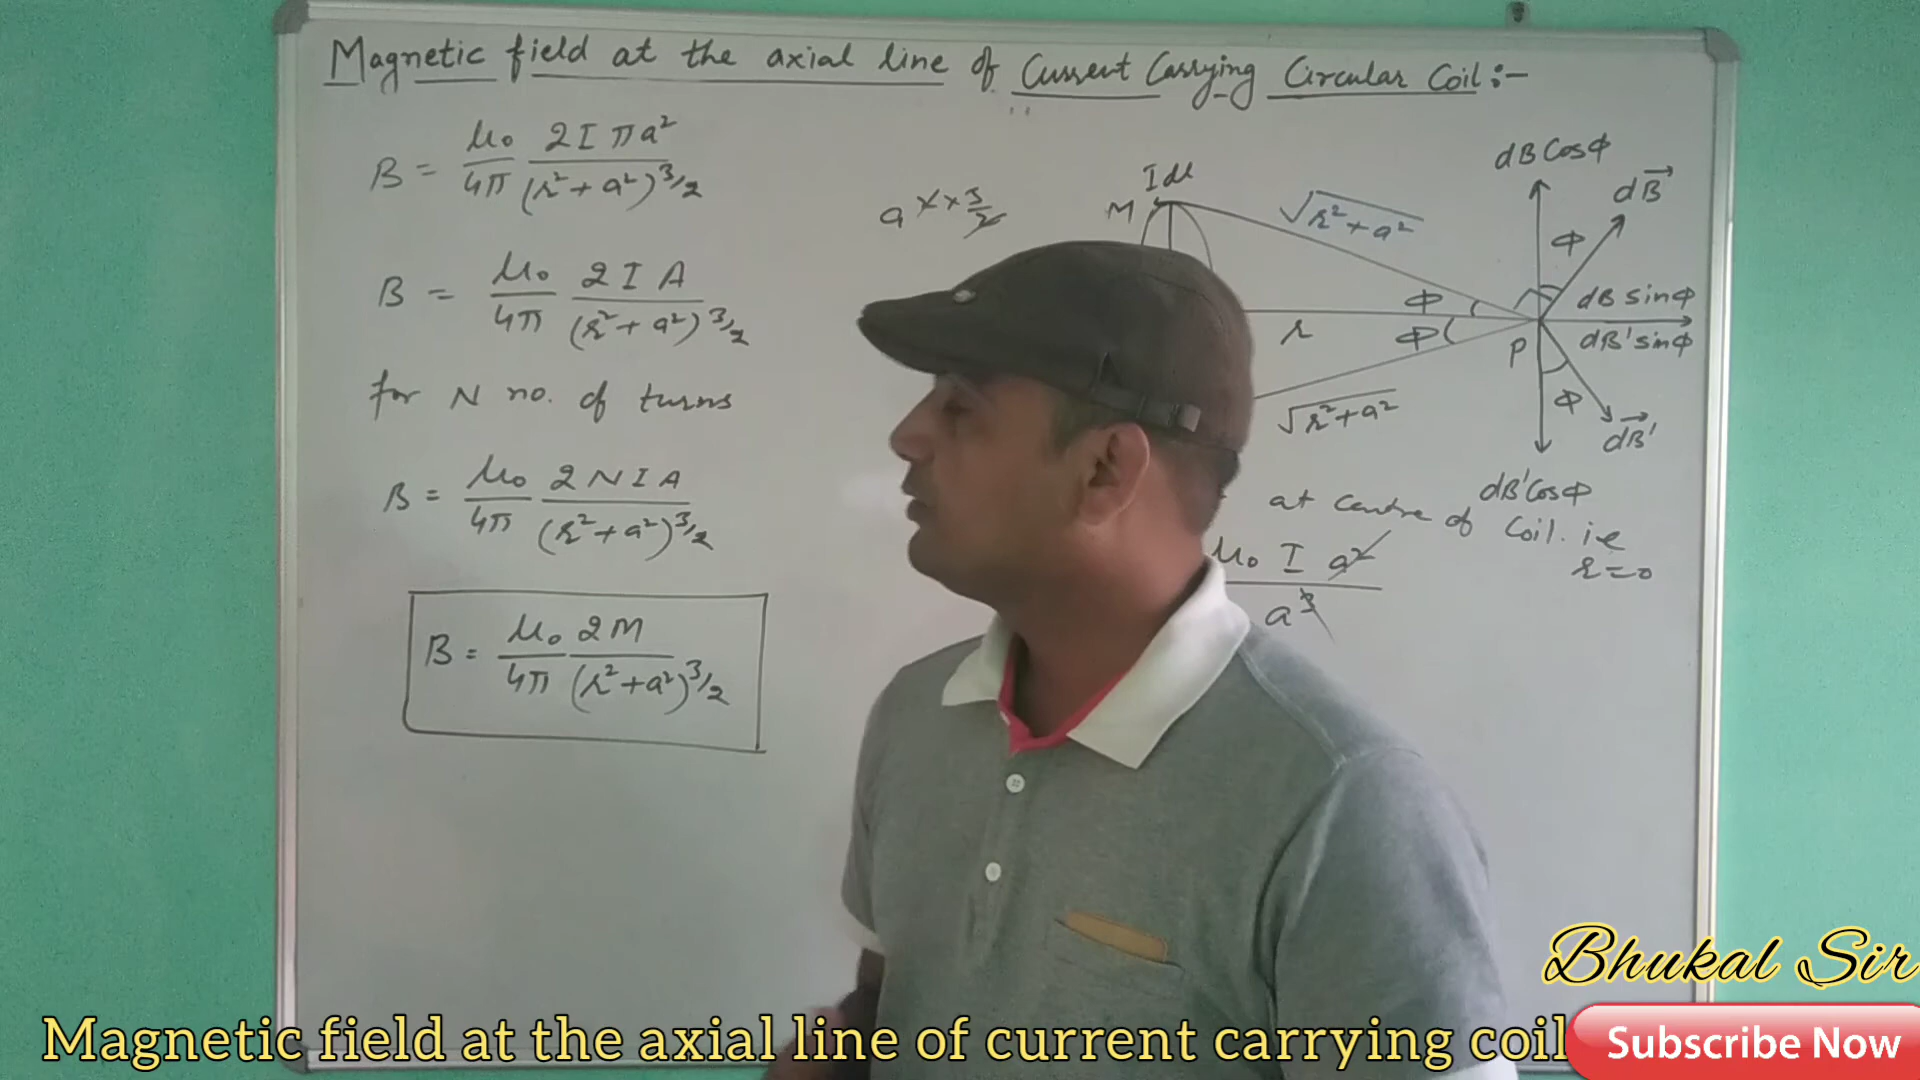 Magnetic field at the axial line of Current Carrying Circular Coil :-
B = μ₀/4π 2Iπa²/(r²+a²)^3/2
B = μ₀/4π 2IA/(r²+a²)^3/2
for N no. of turns
B = μ₀/4π 2NIA/(r²+a²)^3/2
B = μ₀/4π 2M/(r²+a²)^3/2
a^2×3/2
Idl
M
√r²+a²
dB Cosϕ
dB⃗
ϕ
ϕ
dB sinϕ
r
ϕ
dB' sinϕ
P
ϕ
√r²+a²
dB⃗'
dB' Cosϕ
at centre of Coil. i.e
r=0
μ₀ I a²
a³
Bhukal Sir
Magnetic field at the axial line of current carrying coil
Subscribe Now